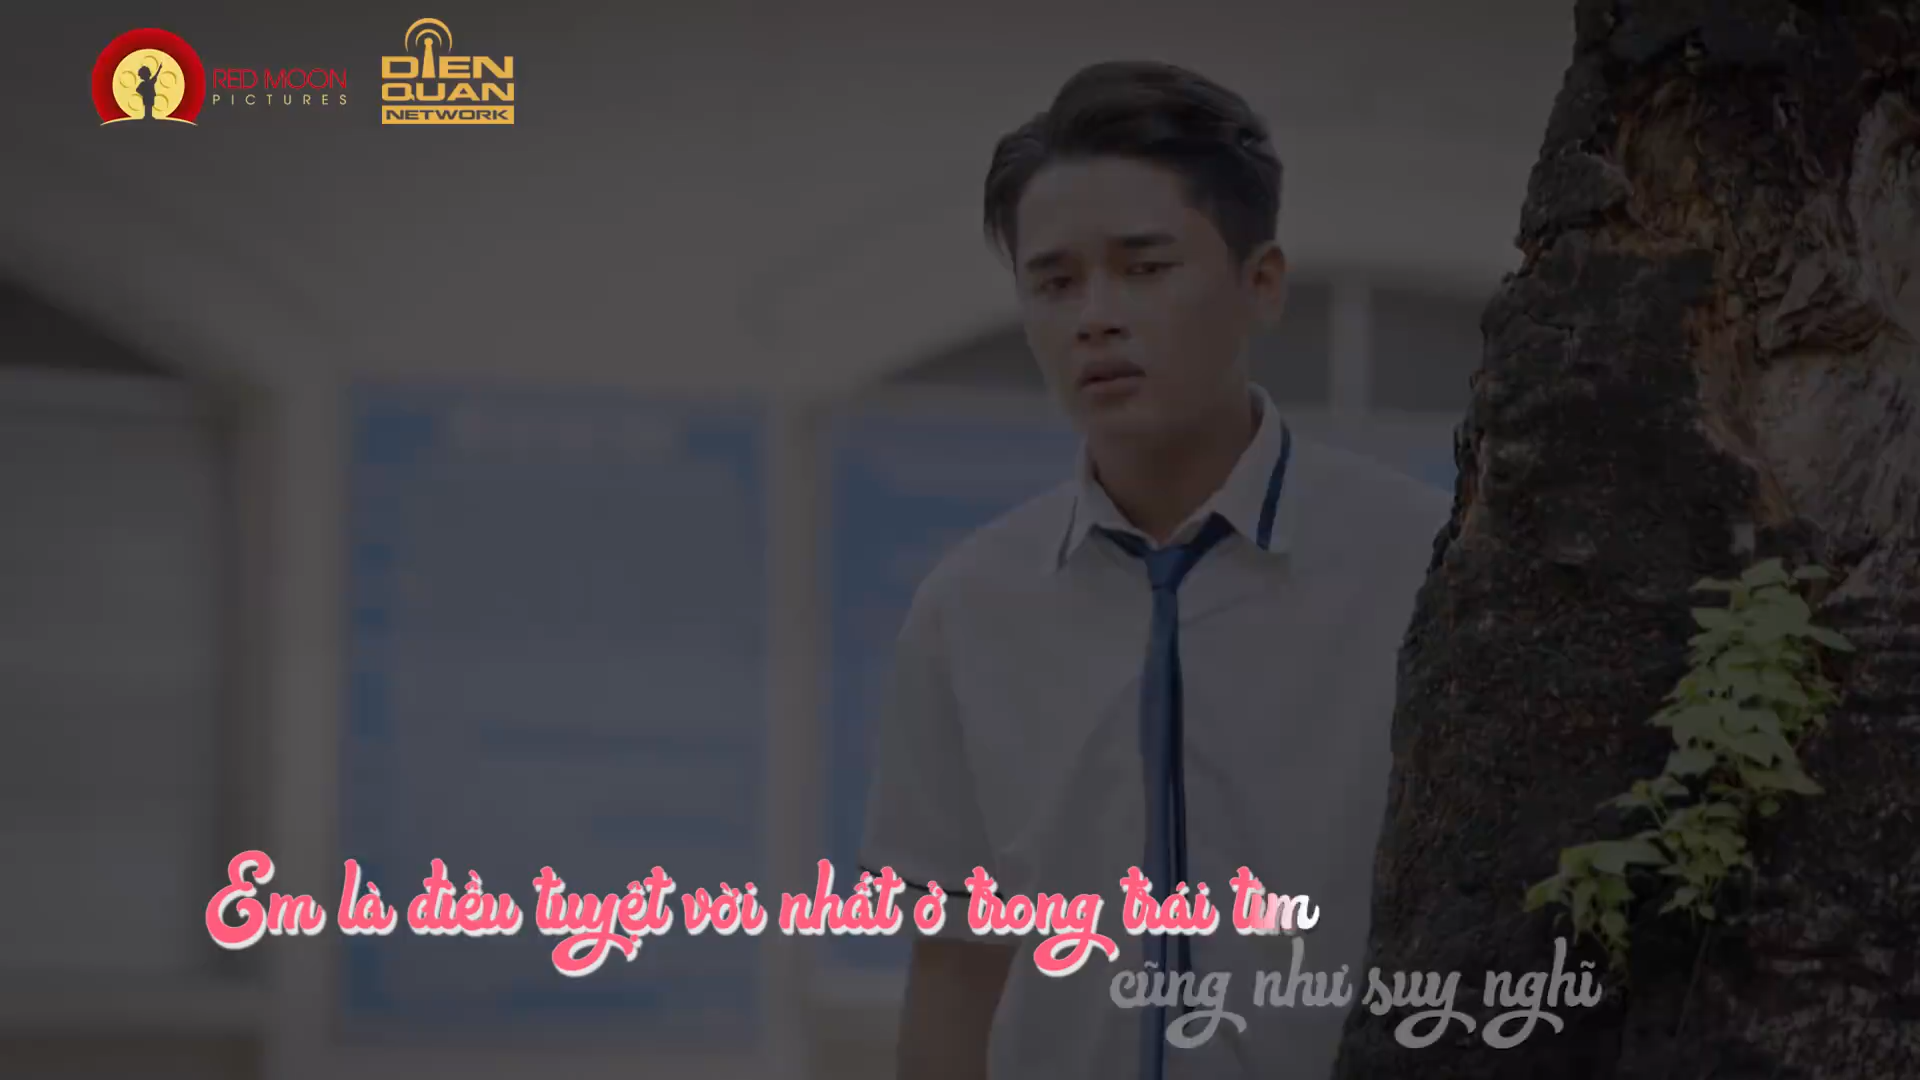 RED MOON
PICTURES
DIEN
QUAN
NETWORK
Em là điều tuyệt vời nhất ở trong trái tim
cũng như suy nghĩ